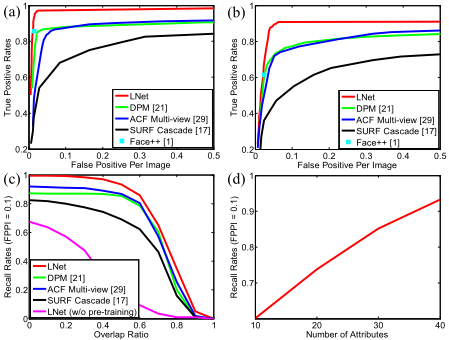 (a)
1
0.8
0.6
0.4
0.2
0 0.1 0.2 0.3 0.4 0.5
True Positive Rates
False Positive Per Image
LNet
DPM [21]
ACF Multi-view [29]
SURF Cascade [17]
Face++ [1]
(b)
1
0.8
0.6
0.4
0.2
0 0.1 0.2 0.3 0.4 0.5
True Positive Rates
False Positive Per Image
LNet
DPM [21]
ACF Multi-view [29]
SURF Cascade [17]
Face++ [1]
(c)
1
0.8
0.6
0.4
0.2
0
0 0.2 0.4 0.6 0.8 1
Recall Rates (FPPI = 0.1)
Overlap Ratio
LNet
DPM [21]
ACF Multi-view [29]
SURF Cascade [17]
LNet (w/o pre-training)
(d)
1
0.9
0.8
0.7
0.6
10 20 30 40
Recall Rates (FPPI = 0.1)
Number of Attributes